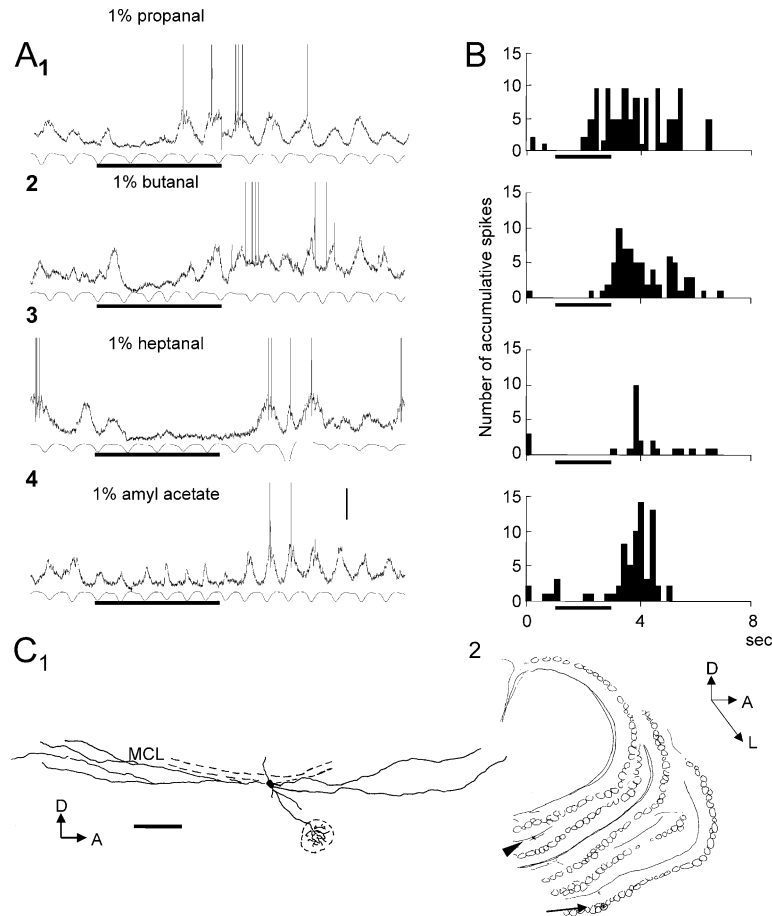 1% propanal
A1
B
15
10
5
0
2
1% butanal
15
10
5
0
3
1% heptanal
15
10
5
0
4
1% amyl acetate
15
10
5
0
Number of accumulative spikes
0 4 8
sec
C1
2
D
A
L
MCL
D
A